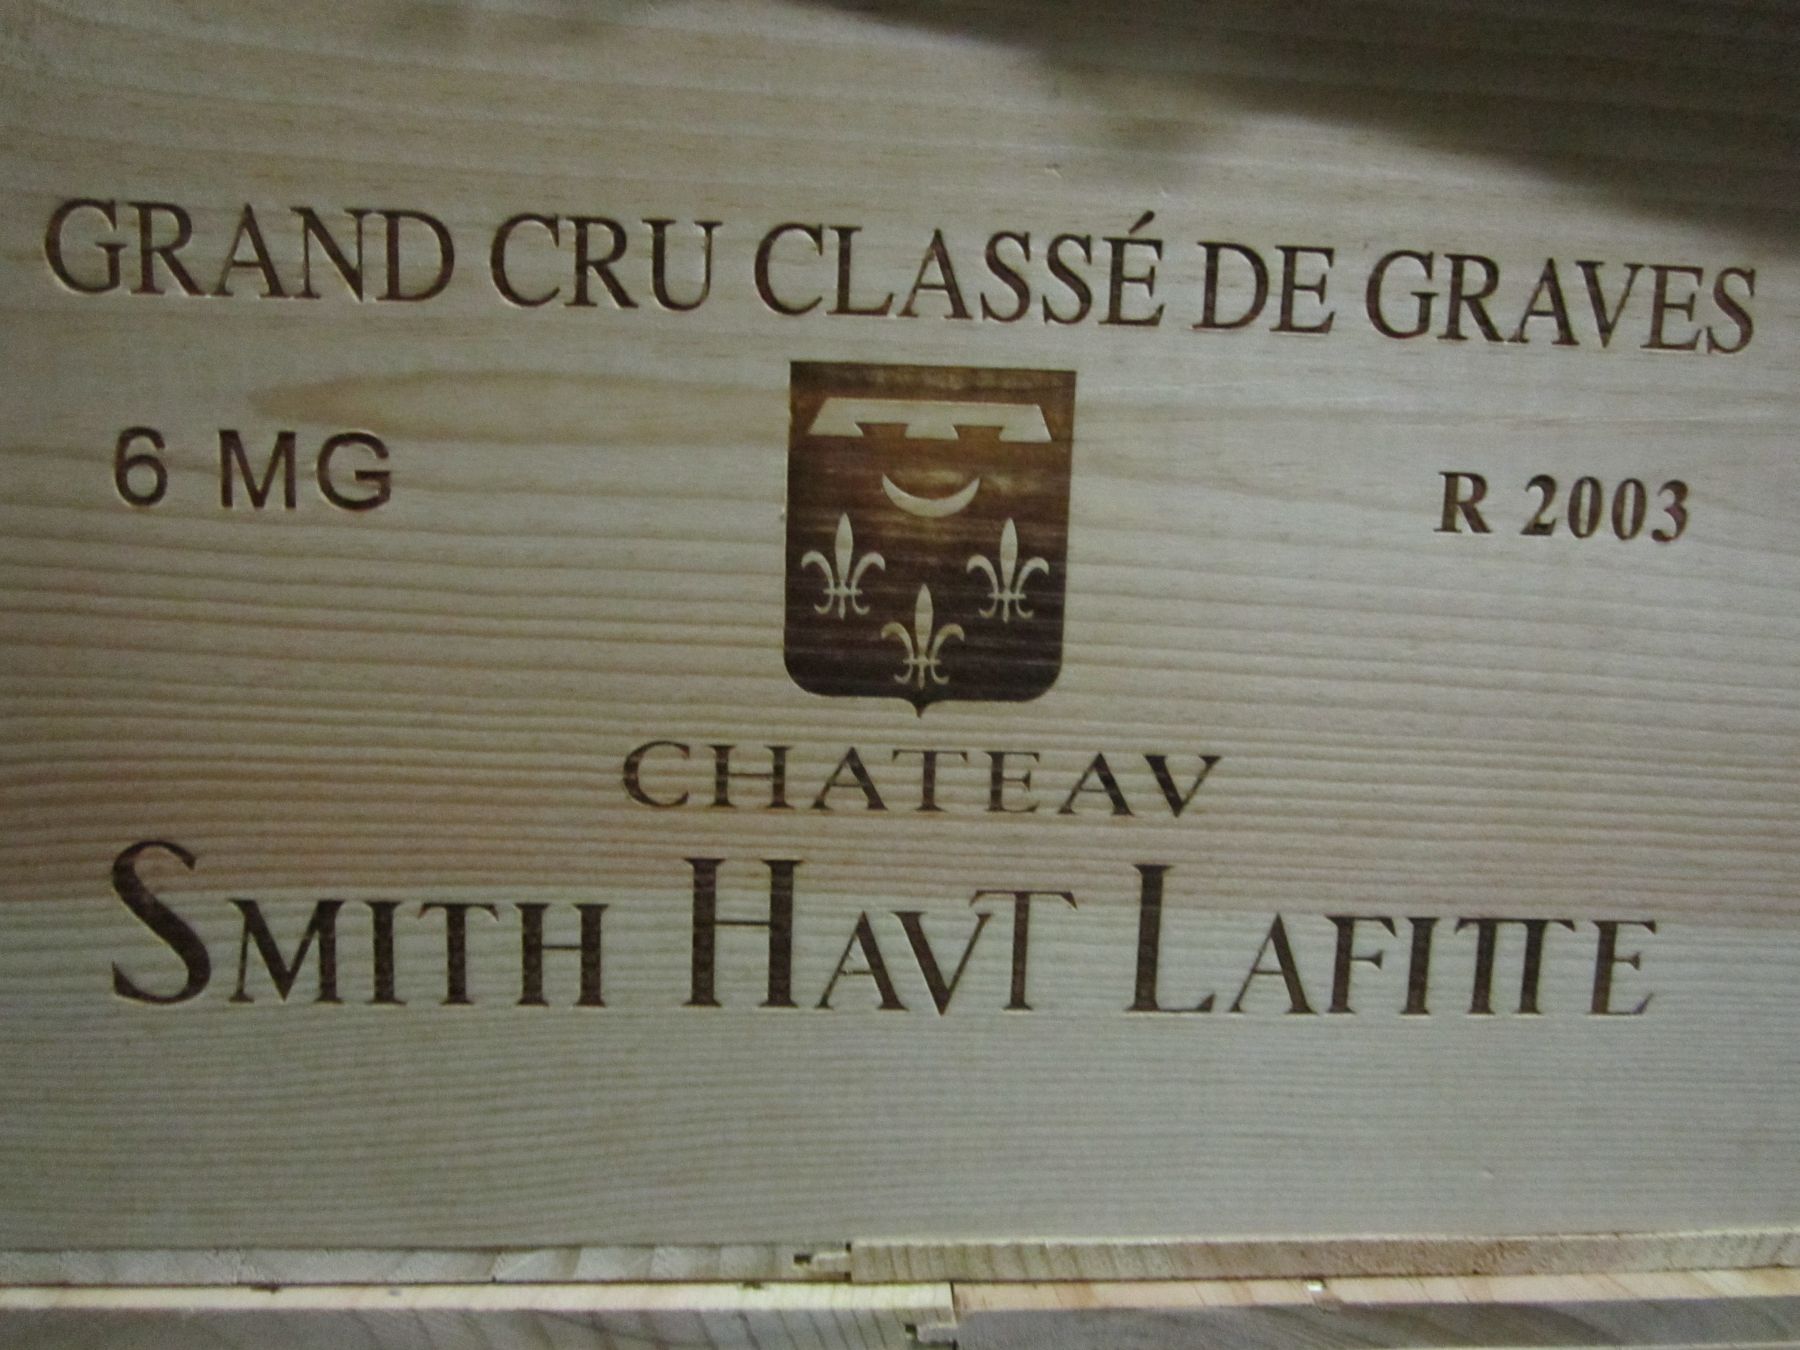 GRAND CRU CLASSÉ DE GRAVES
6 MG
R 2003
CHATEAV
SMITH HAVT LAFITTE